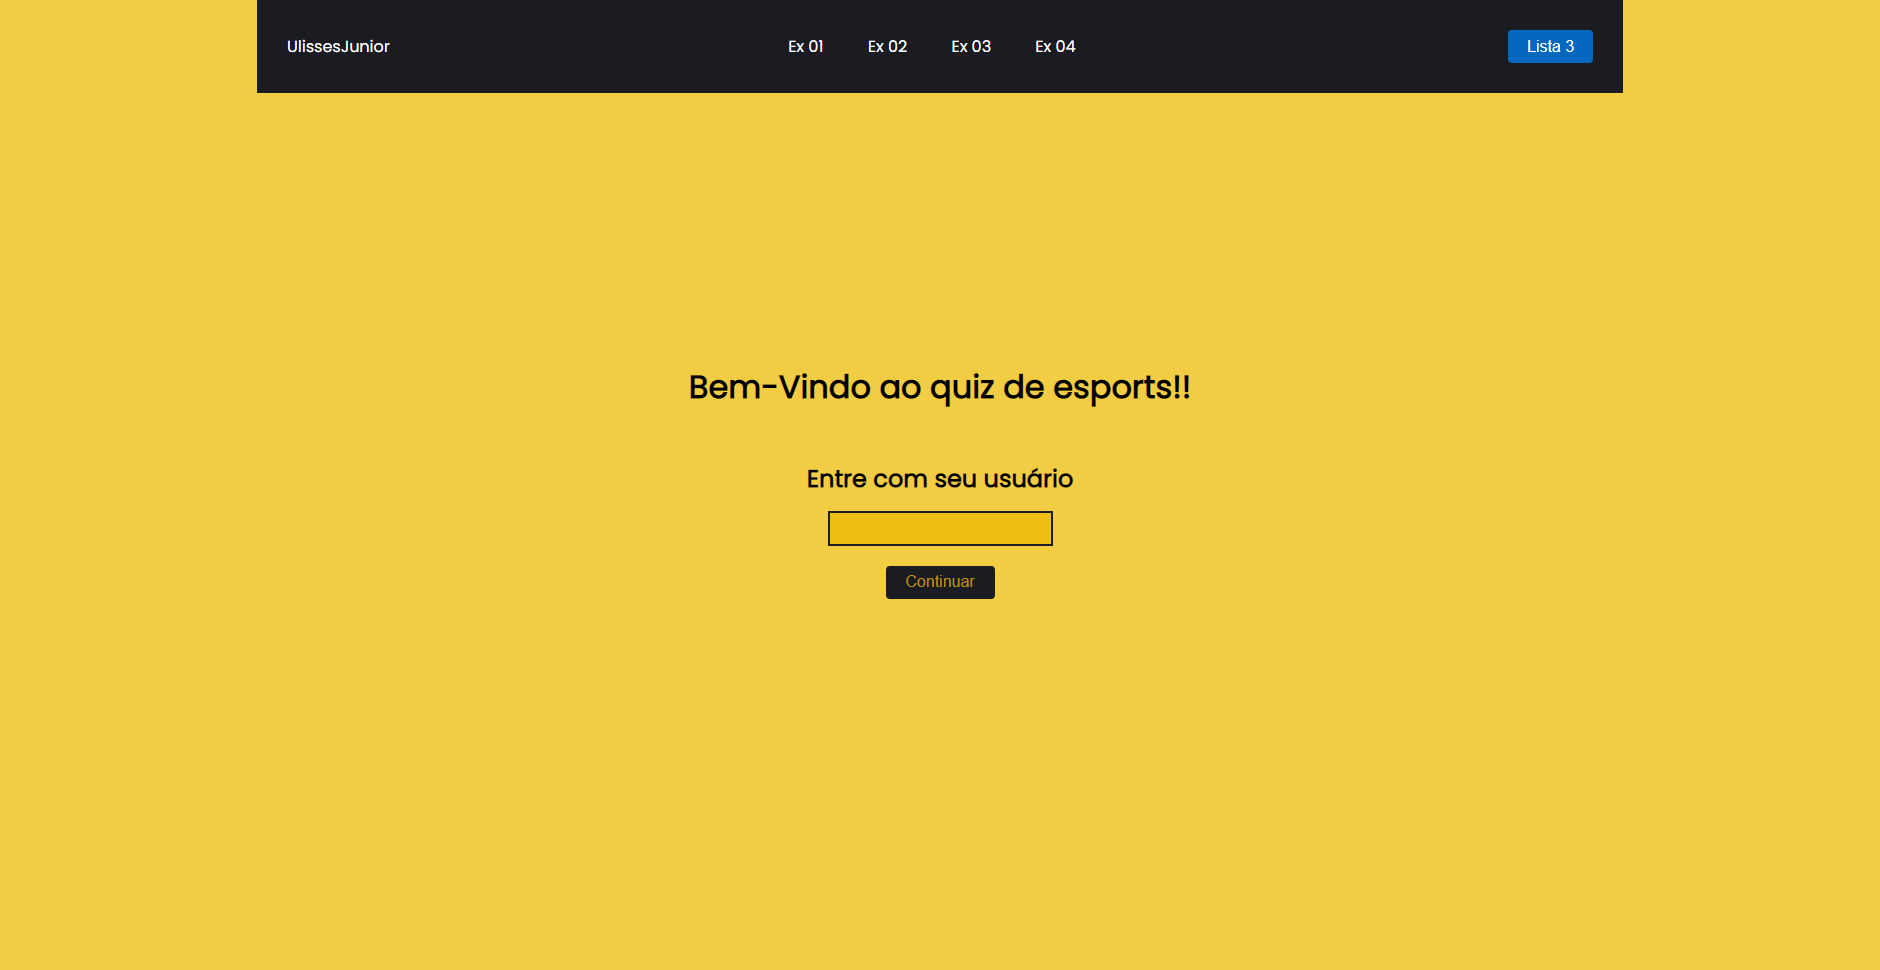 UlissesJunior Ex 01 Ex 02 Ex 03 Ex 04 Lista 3
Bem-Vindo ao quiz de esports!!
Entre com seu usuário
Continuar